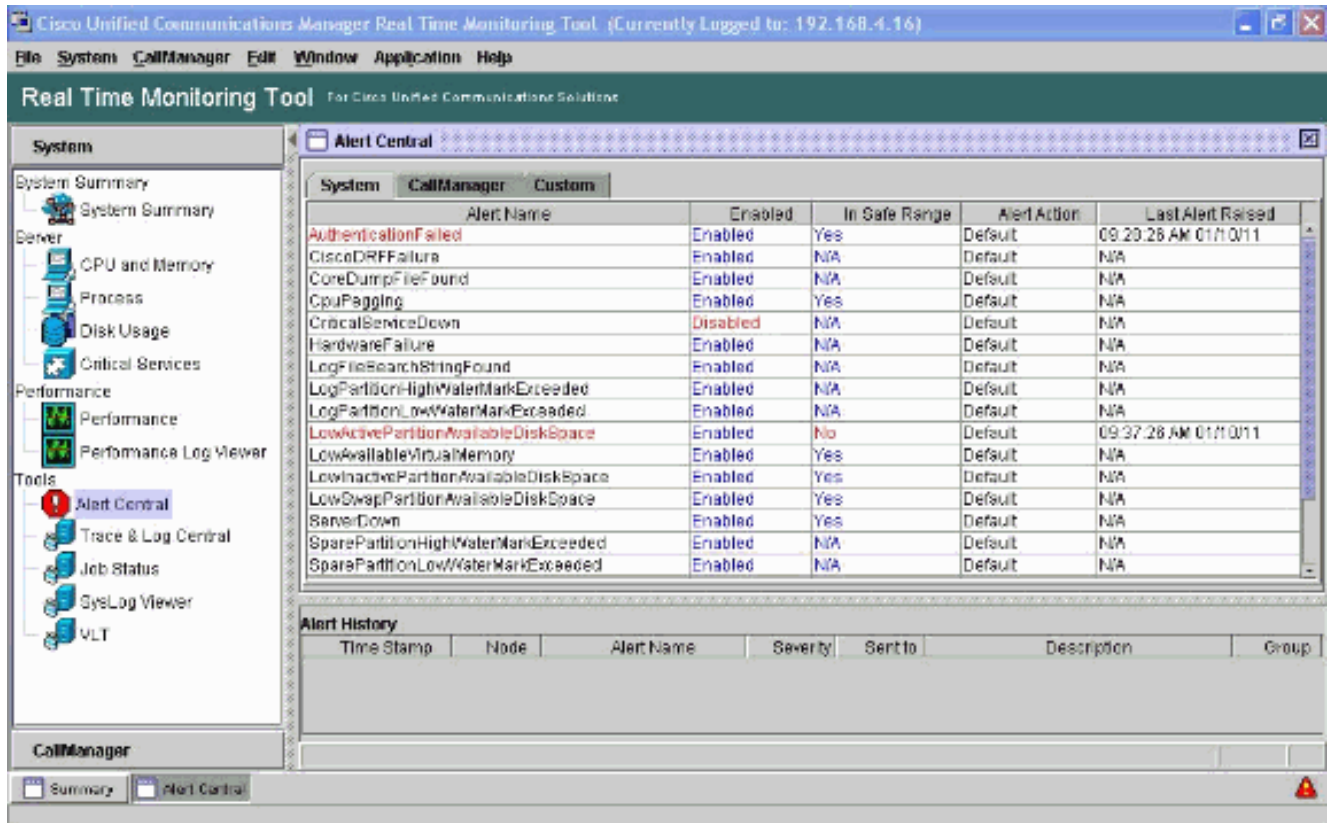 Cisco Unified Communications Manager Real Time Monitoring Tool (Currently Logged to: 192.168.4.16)
File System CallManager Edit Window Application Help
Real Time Monitoring Tool For Cisco Unified Communications Solutions
System
System Summary
System Summary
Server
CPU and Memory
Process
Disk Usage
Critical Services
Performance
Performance
Performance Log Viewer
Tools
Alert Central
Trace & Log Central
Job Status
SysLog Viewer
VLT
CallManager
Alert Central
System CallManager Custom
Alert Name Enabled In Safe Range Alert Action Last Alert Raised
AuthenticationFailed Enabled Yes Default 09:28:26 AM 01/10/11
CiscoDRFFailure Enabled N/A Default N/A
CoreDumpFileFound Enabled N/A Default N/A
CpuPegging Enabled Yes Default N/A
CriticalServiceDown Disabled N/A Default N/A
HardwareFailure Enabled N/A Default N/A
LogFileSearchStringFound Enabled N/A Default N/A
LogPartitionHighWaterMarkExceeded Enabled N/A Default N/A
LogPartitionLowWaterMarkExceeded Enabled N/A Default N/A
LowActivePartitionAvailableDiskSpace Enabled No Default 09:37:26 AM 01/10/11
LowAvailableVirtualMemory Enabled Yes Default N/A
LowInactivePartitionAvailableDiskSpace Enabled Yes Default N/A
LowSwapPartitionAvailableDiskSpace Enabled Yes Default N/A
ServerDown Enabled Yes Default N/A
SparePartitionHighWaterMarkExceeded Enabled N/A Default N/A
SparePartitionLowWaterMarkExceeded Enabled N/A Default N/A
Alert History
Time Stamp Node Alert Name Severity Sent to Description Group
Summary Alert Central